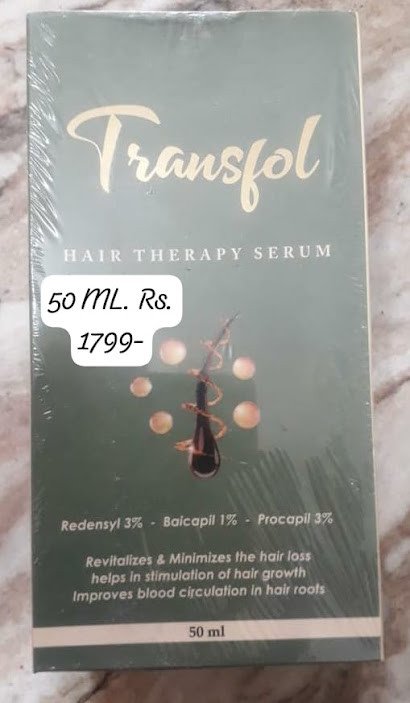 Transfol
HAIR THERAPY SERUM
50 ML. Rs.
1799-
Redensyl 3% - Baicapil 1% - Procapil 3%
Revitalizes & Minimizes the hair loss
helps in stimulation of hair growth
Improves blood circulation in hair roots
50 ml